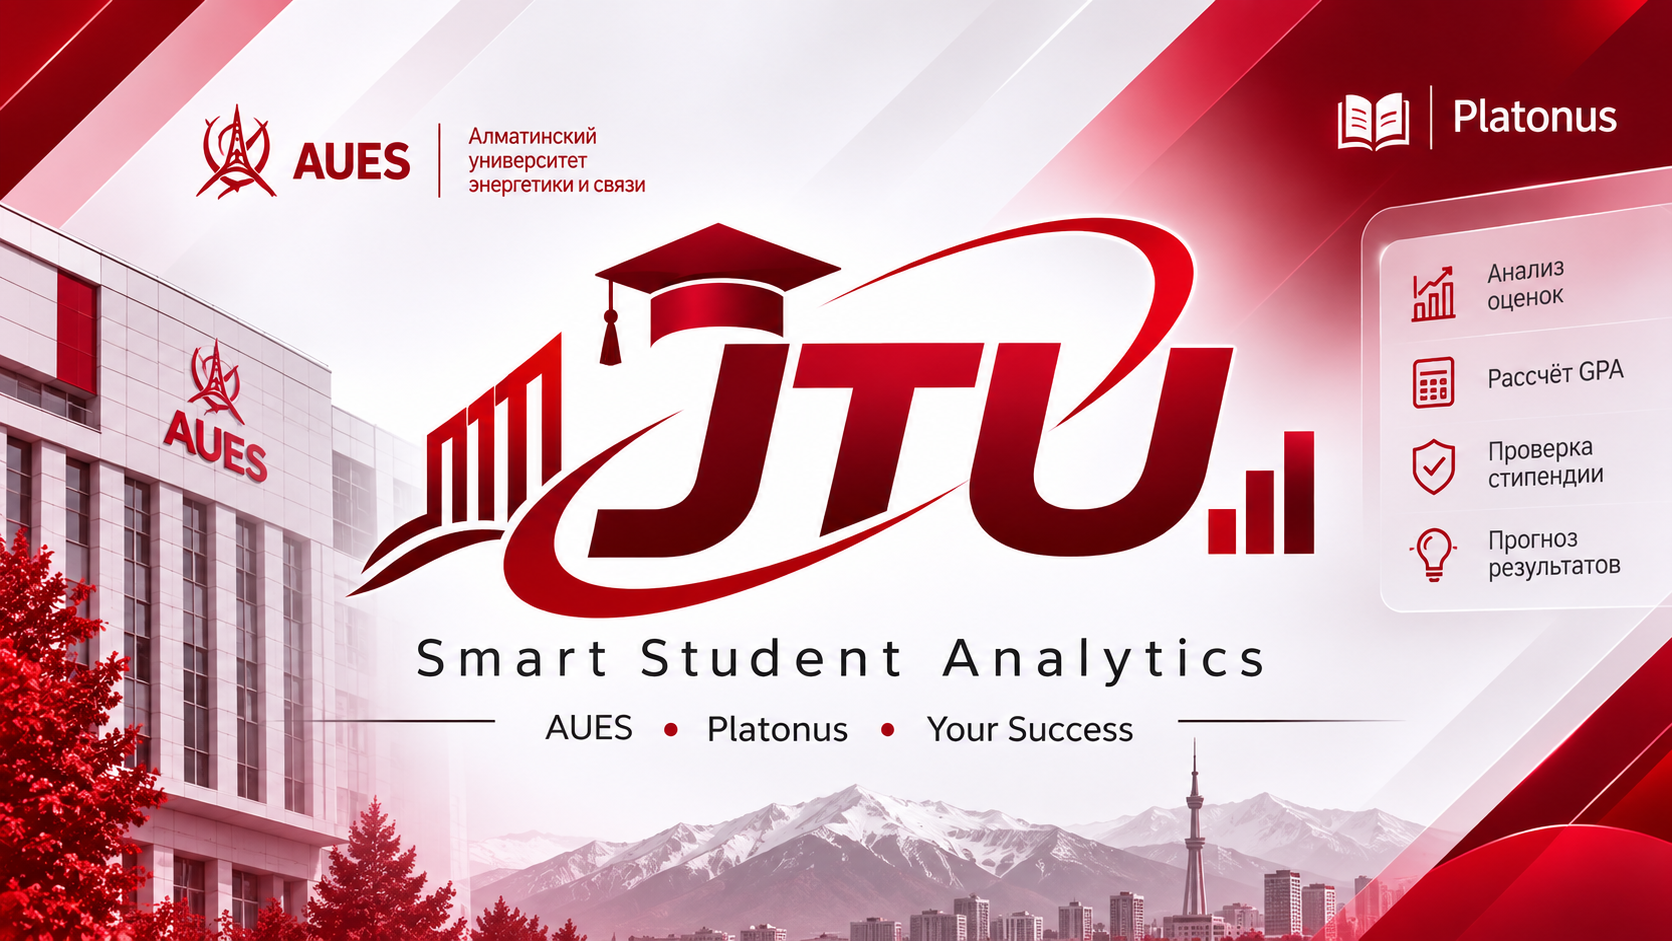 AUES
Алматинский
университет
энергетики и связи
Platonus
AUES
JTU
Анализ
оценок
Рассчёт GPA
Проверка
стипендии
Прогноз
результатов
Smart Student Analytics
AUES • Platonus • Your Success